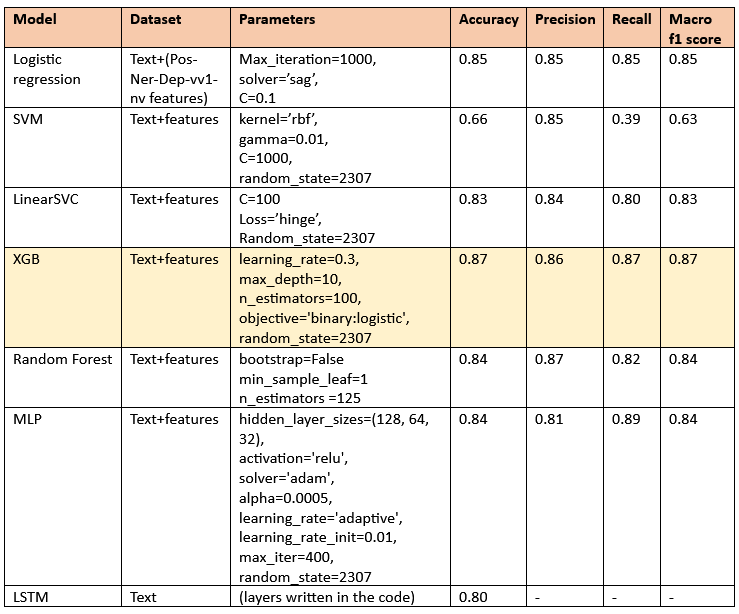 Model Dataset Parameters Accuracy Precision Recall Macro
f1 score
Logistic Text+(Pos- Max_iteration=1000, 0.85 0.85 0.85 0.85
regression Ner-Dep-vv1- solver=’sag’,
nv features) C=0.1
SVM Text+features kernel=’rbf’, 0.66 0.85 0.39 0.63
gamma=0.01,
C=1000,
random_state=2307
LinearSVC Text+features C=100 0.83 0.84 0.80 0.83
Loss=’hinge’,
Random_state=2307
XGB Text+features learning_rate=0.3, 0.87 0.86 0.87 0.87
max_depth=10,
n_estimators=100,
objective='binary:logistic',
random_state=2307
Random Forest Text+features bootstrap=False 0.84 0.87 0.82 0.84
min_sample_leaf=1
n_estimators =125
MLP Text+features hidden_layer_sizes=(128, 64, 0.84 0.81 0.89 0.84
32),
activation='relu',
solver='adam',
alpha=0.0005,
learning_rate='adaptive',
learning_rate_init=0.01,
max_iter=400,
random_state=2307
LSTM Text (layers written in the code) 0.80 - - -